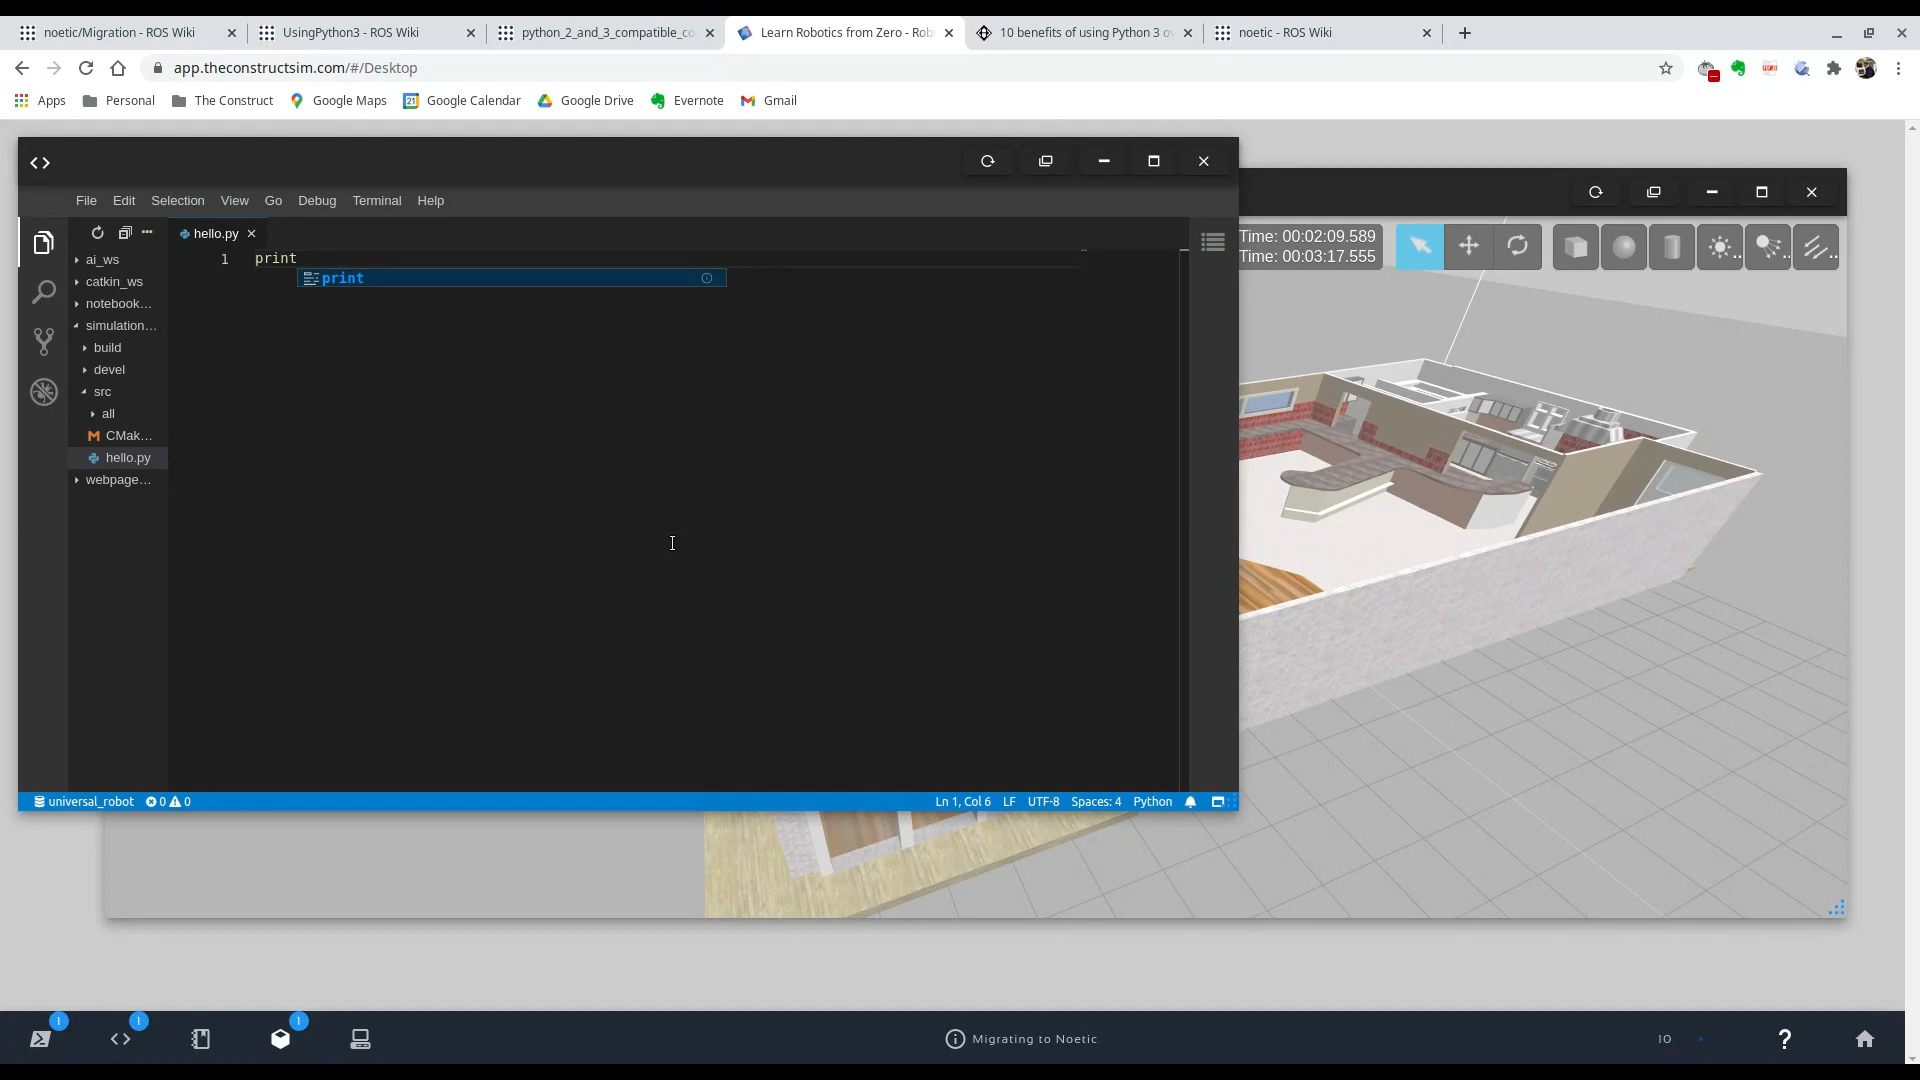 noetic/Migration - ROS Wiki
UsingPython3 - ROS Wiki
python_2_and_3_compatible_co
Learn Robotics from Zero - Rob
10 benefits of using Python 3 o
noetic - ROS Wiki
app.theconstructsim.com/#/Desktop
Apps
Personal
The Construct
Google Maps
31
Google Calendar
Google Drive
Evernote
Gmail
File Edit Selection View Go Debug Terminal Help
hello.py
ai_ws
catkin_ws
notebook...
simulation...
build
devel
src
all
CMak...
hello.py
webpage...
1 print
print
Time: 00:02:09.589
Time: 00:03:17.555
universal_robot 0 0
Ln 1, Col 6 LF UTF-8 Spaces: 4 Python
1
1
1
Migrating to Noetic
10
?